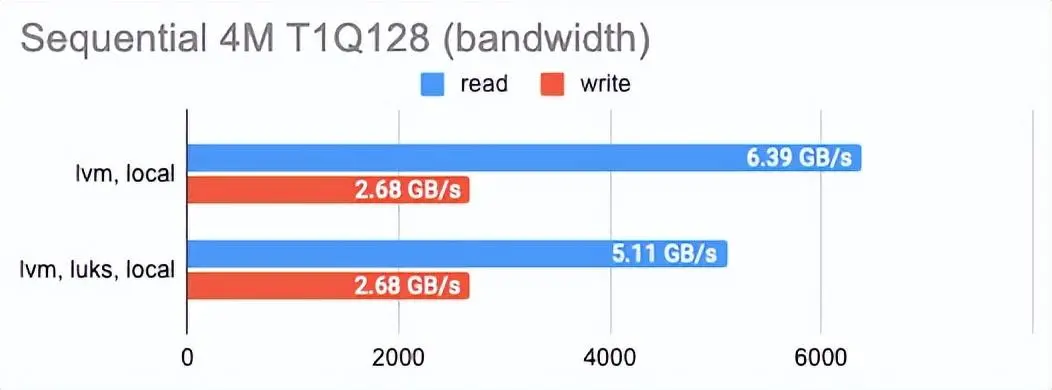 Sequential 4M T1Q128 (bandwidth)
read write
lvm, local
6.39 GB/s
2.68 GB/s
lvm, luks, local
5.11 GB/s
2.68 GB/s
0 2000 4000 6000